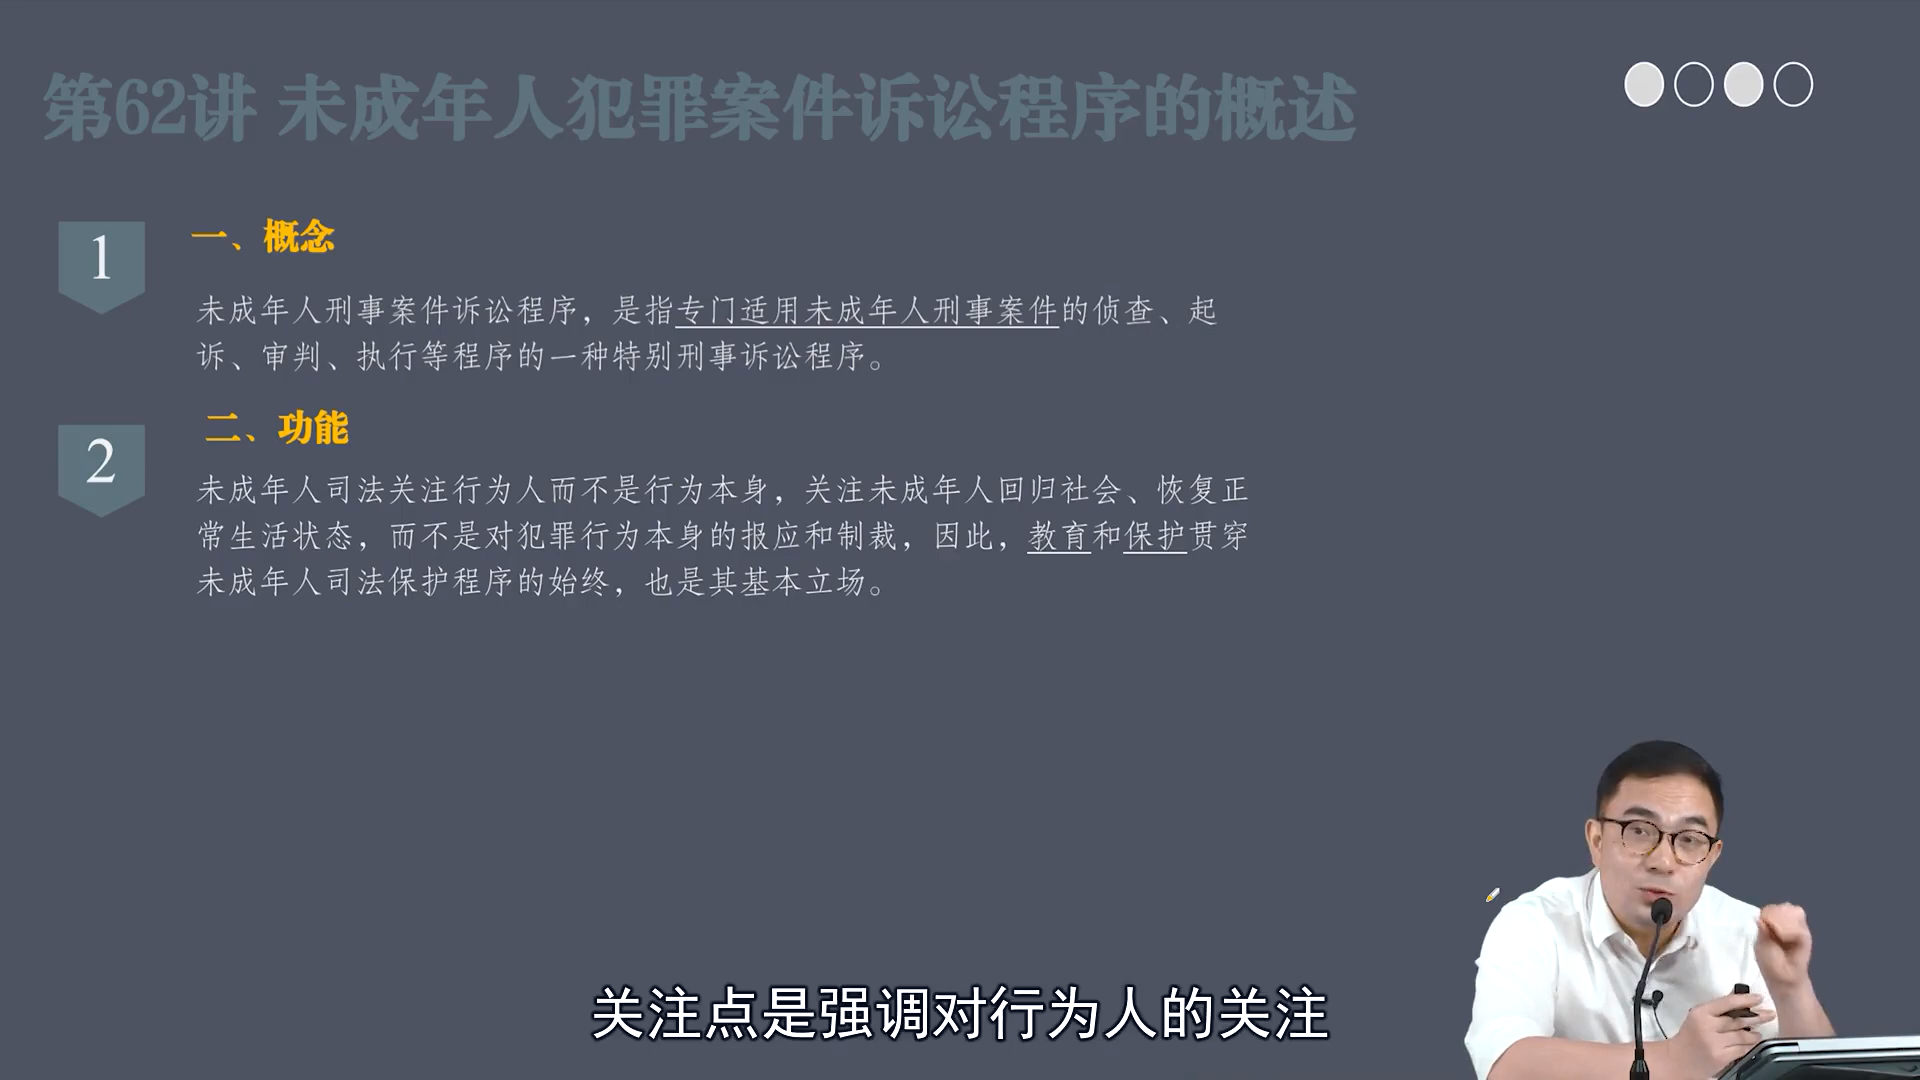 第62讲 未成年人犯罪案件诉讼程序的概述
1
一、概念
未成年人刑事案件诉讼程序，是指专门适用未成年人刑事案件的侦查、起
诉、审判、执行等程序的一种特别刑事诉讼程序。
2
二、功能
未成年人司法关注行为人而不是行为本身，关注未成年人回归社会、恢复正
常生活状态，而不是对犯罪行为本身的报应和制裁，因此，教育和保护贯穿
未成年人司法保护程序的始终，也是其基本立场。
关注点是强调对行为人的关注